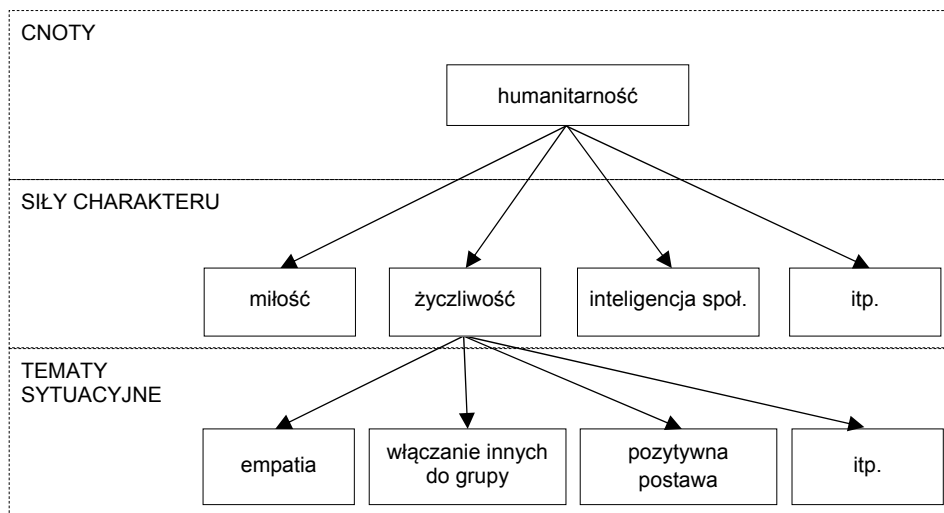 CNOTY
humanitarność
SIŁY CHARAKTERU
miłość
życzliwość
inteligencja społ.
itp.
TEMATY
SYTUACYJNE
empatia
włączanie innych
do grupy
pozytywna
postawa
itp.